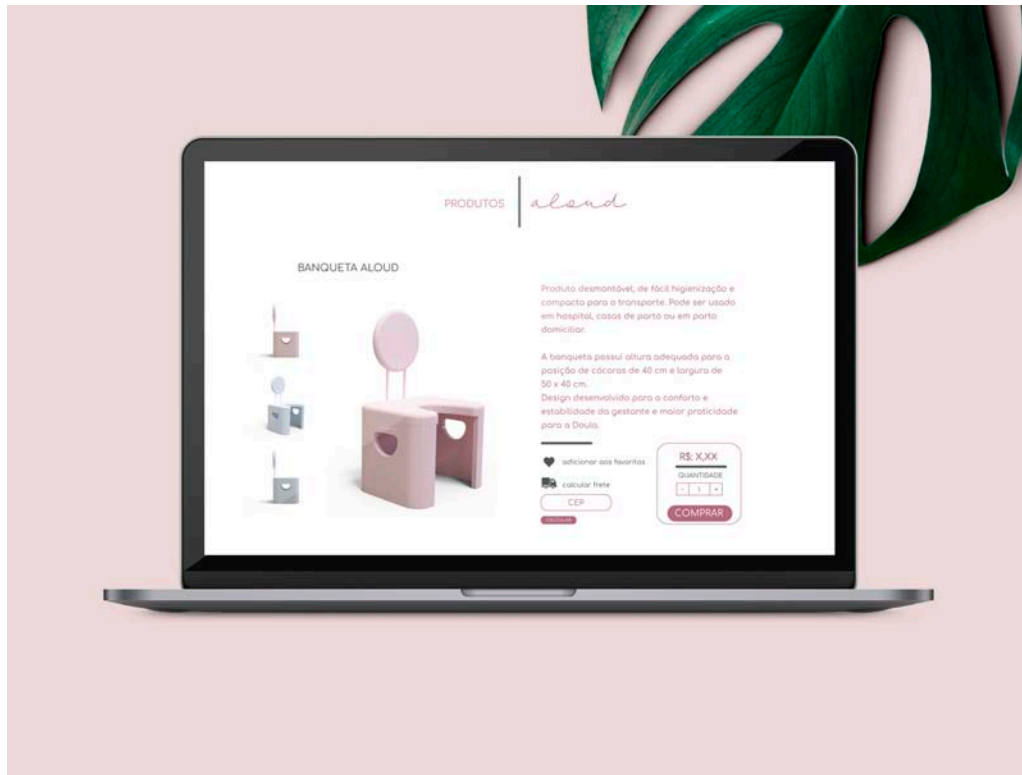 PRODUTOS
aloud
BANQUETA ALOUD
Produto desmontável, de fácil higienização e
compacta para o transporte. Pode ser usado
em hospital, casas de parto ou em parto
domiciliar.
A banqueta possui altura adequada para a
posição de cócoras de 40 cm e largura de
50 x 40 cm.
Design desenvolvido para o conforto e
estabilidade da gestante e maior praticidade
para a Doula.
adicionar aos favoritos
calcular frete
CEP
CALCULAR
R$: X,XX
QUANTIDADE
- 1 +
COMPRAR